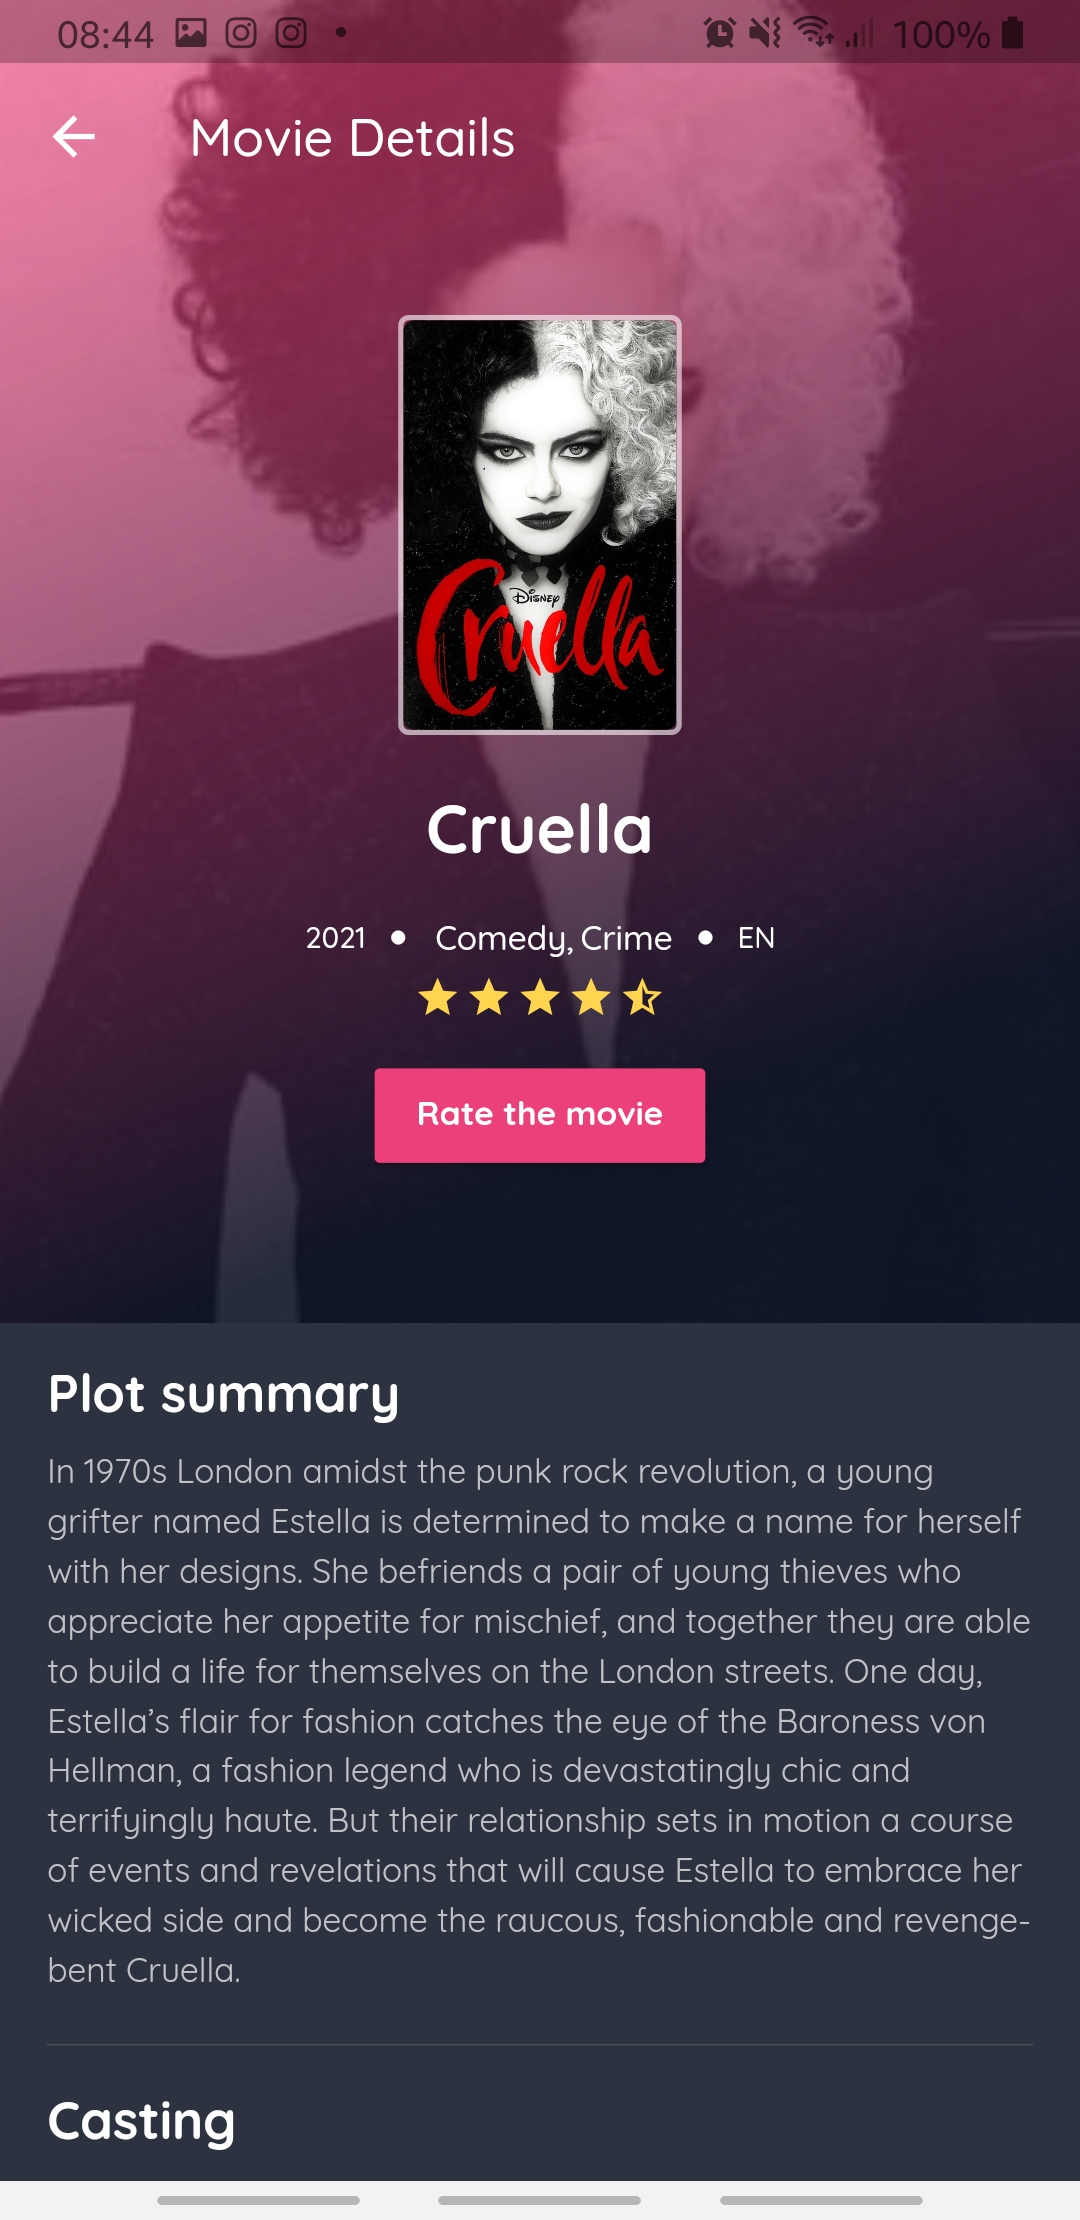 08:44 100%
Movie Details
Disney
Cruella
Cruella
2021 • Comedy, Crime • EN
Rate the movie
Plot summary
In 1970s London amidst the punk rock revolution, a young
grifter named Estella is determined to make a name for herself
with her designs. She befriends a pair of young thieves who
appreciate her appetite for mischief, and together they are able
to build a life for themselves on the London streets. One day,
Estella’s flair for fashion catches the eye of the Baroness von
Hellman, a fashion legend who is devastatingly chic and
terrifyingly haute. But their relationship sets in motion a course
of events and revelations that will cause Estella to embrace her
wicked side and become the raucous, fashionable and revenge-
bent Cruella.
Casting